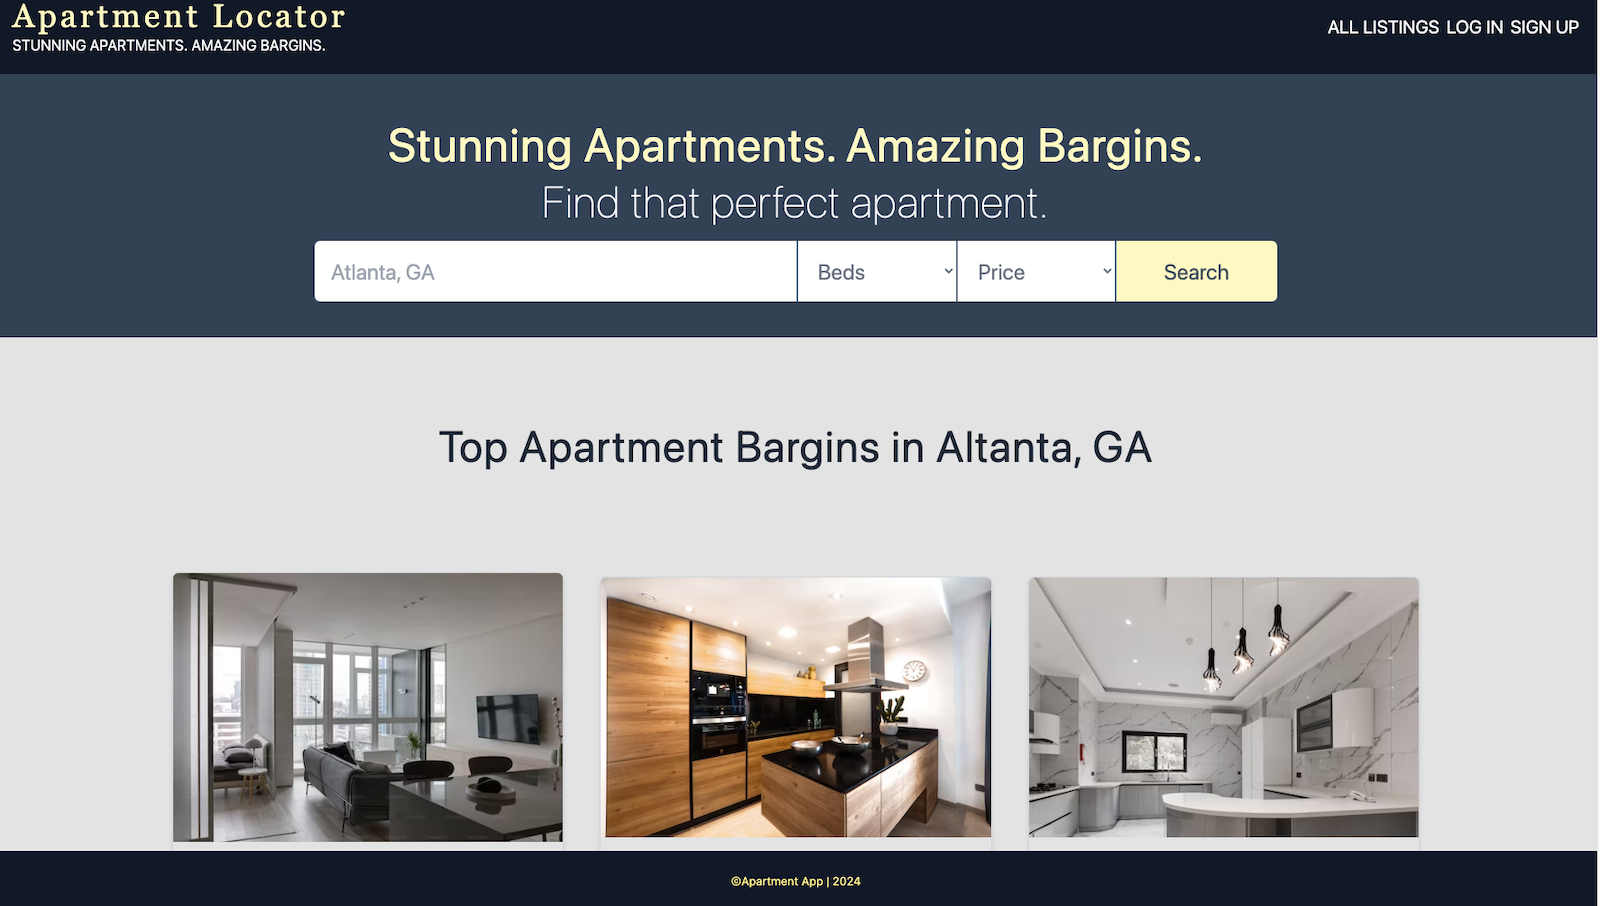 Apartment Locator
STUNNING APARTMENTS. AMAZING BARGINS.
ALL LISTINGS LOG IN SIGN UP
Stunning Apartments. Amazing Bargins.
Find that perfect apartment.
Atlanta, GA
Beds
Price
Search
Top Apartment Bargins in Altanta, GA
©Apartment App | 2024